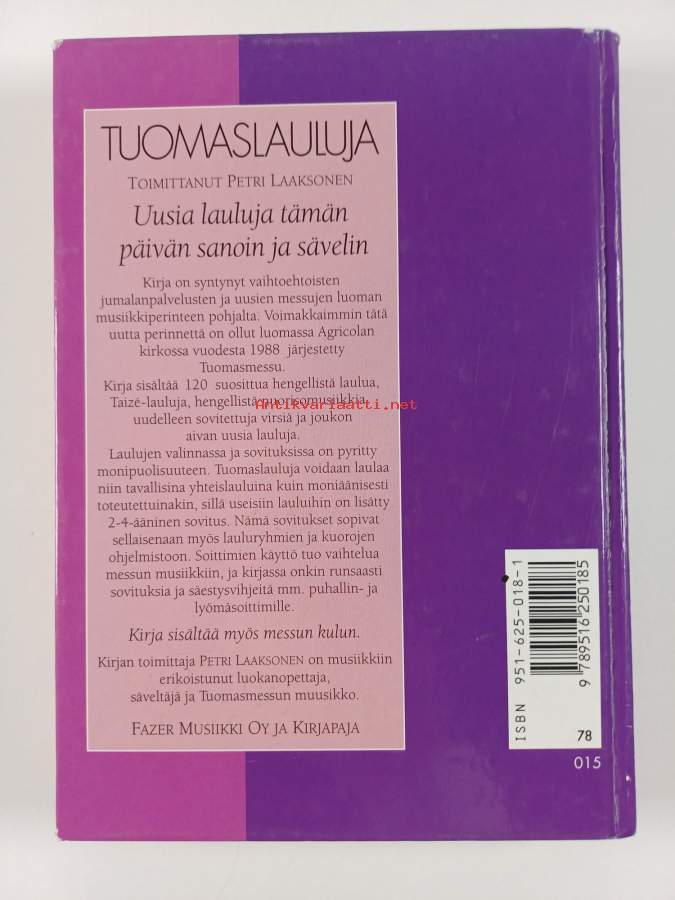 TUOMASLAULUJA
TOIMITTANUT PETRI LAAKSONEN
Uusia lauluja tämän
päivän sanoin ja sävelin
Kirja on syntynyt vaihtoehtoisten
jumalanpalvelusten ja uusien messujen luoman
musiikkiperinteen pohjalta. Voimakkaimmin tätä
uutta perinnettä on ollut luomassa Agricolan
kirkossa vuodesta 1988 järjestetty
Tuomasmessu.
Kirja sisältää 120 suosittua hengellistä laulua,
Taizé-lauluja, hengellistä nuorisomusiikkia,
Antikvariaatti.net
uudelleen sovitettuja virsiä ja joukon
aivan uusia lauluja.
Laulujen valinnassa ja sovituksissa on pyritty
monipuolisuuteen. Tuomaslauluja voidaan laulaa
niin tavallisina yhteislauluina kuin moniäänisesti
toteutettuinakin, sillä useisiin lauluihin on lisätty
2-4-ääninen sovitus. Nämä sovitukset sopivat
sellaisenaan myös lauluryhmien ja kuorojen
ohjelmistoon. Soittimien käyttö tuo vaihtelua
messun musiikkiin, ja kirjassa onkin runsaasti
sovituksia ja säestysvihjeitä mm. puhallin- ja
lyömäsoittimille.
Kirja sisältää myös messun kulun.
Kirjan toimittaja PETRI LAAKSONEN on musiikkiin
erikoistunut luokanopettaja,
säveltäjä ja Tuomasmessun muusikko.
FAZER MUSIIKKI OY JA KIRJAPAJA
ISBN 951-625-018-1
9 789516 250185
78
015